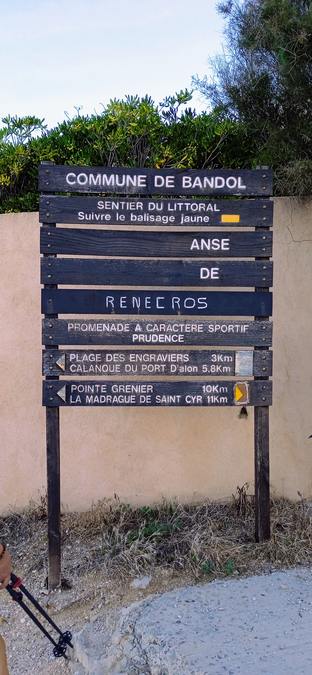 COMMUNE DE BANDOL
SENTIER DU LITTORAL
Suivre le balisage jaune
ANSE
DE
RENECROS
PROMENADE A CARACTERE SPORTIF
PRUDENCE
PLAGE DES ENGRAVIERS 3Km
CALANQUE DU PORT D'alon 5.8Km
POINTE GRENIER 10Km
LA MADRAGUE DE SAINT CYR 11Km